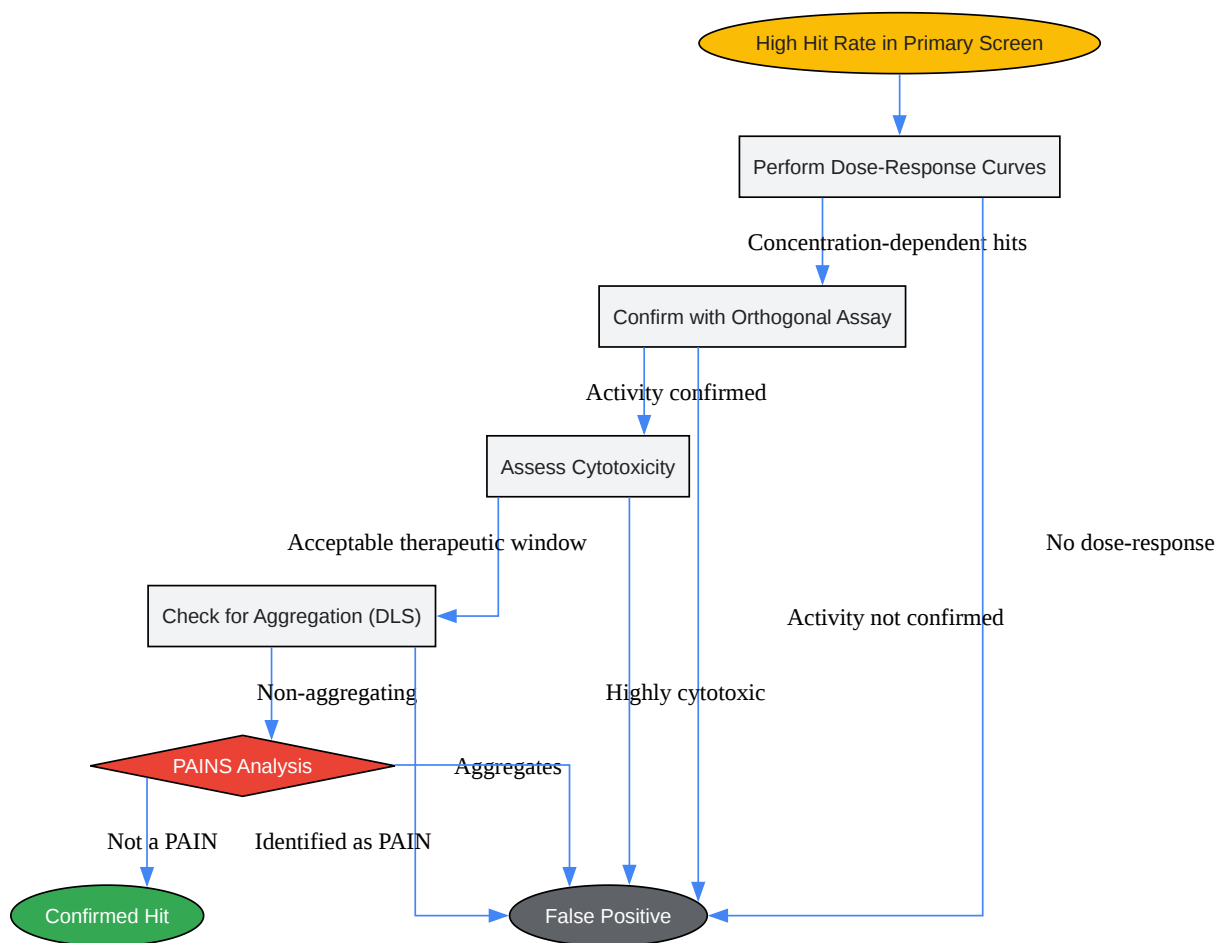 High Hit Rate in Primary Screen
Perform Dose-Response Curves
Concentration-dependent hits
Confirm with Orthogonal Assay
Activity confirmed
Assess Cytotoxicity
Acceptable therapeutic window
No dose-response
Check for Aggregation (DLS)
Activity not confirmed
Non-aggregating
Highly cytotoxic
PAINS Analysis
Aggregates
Not a PAIN
Identified as PAIN
Confirmed Hit
False Positive